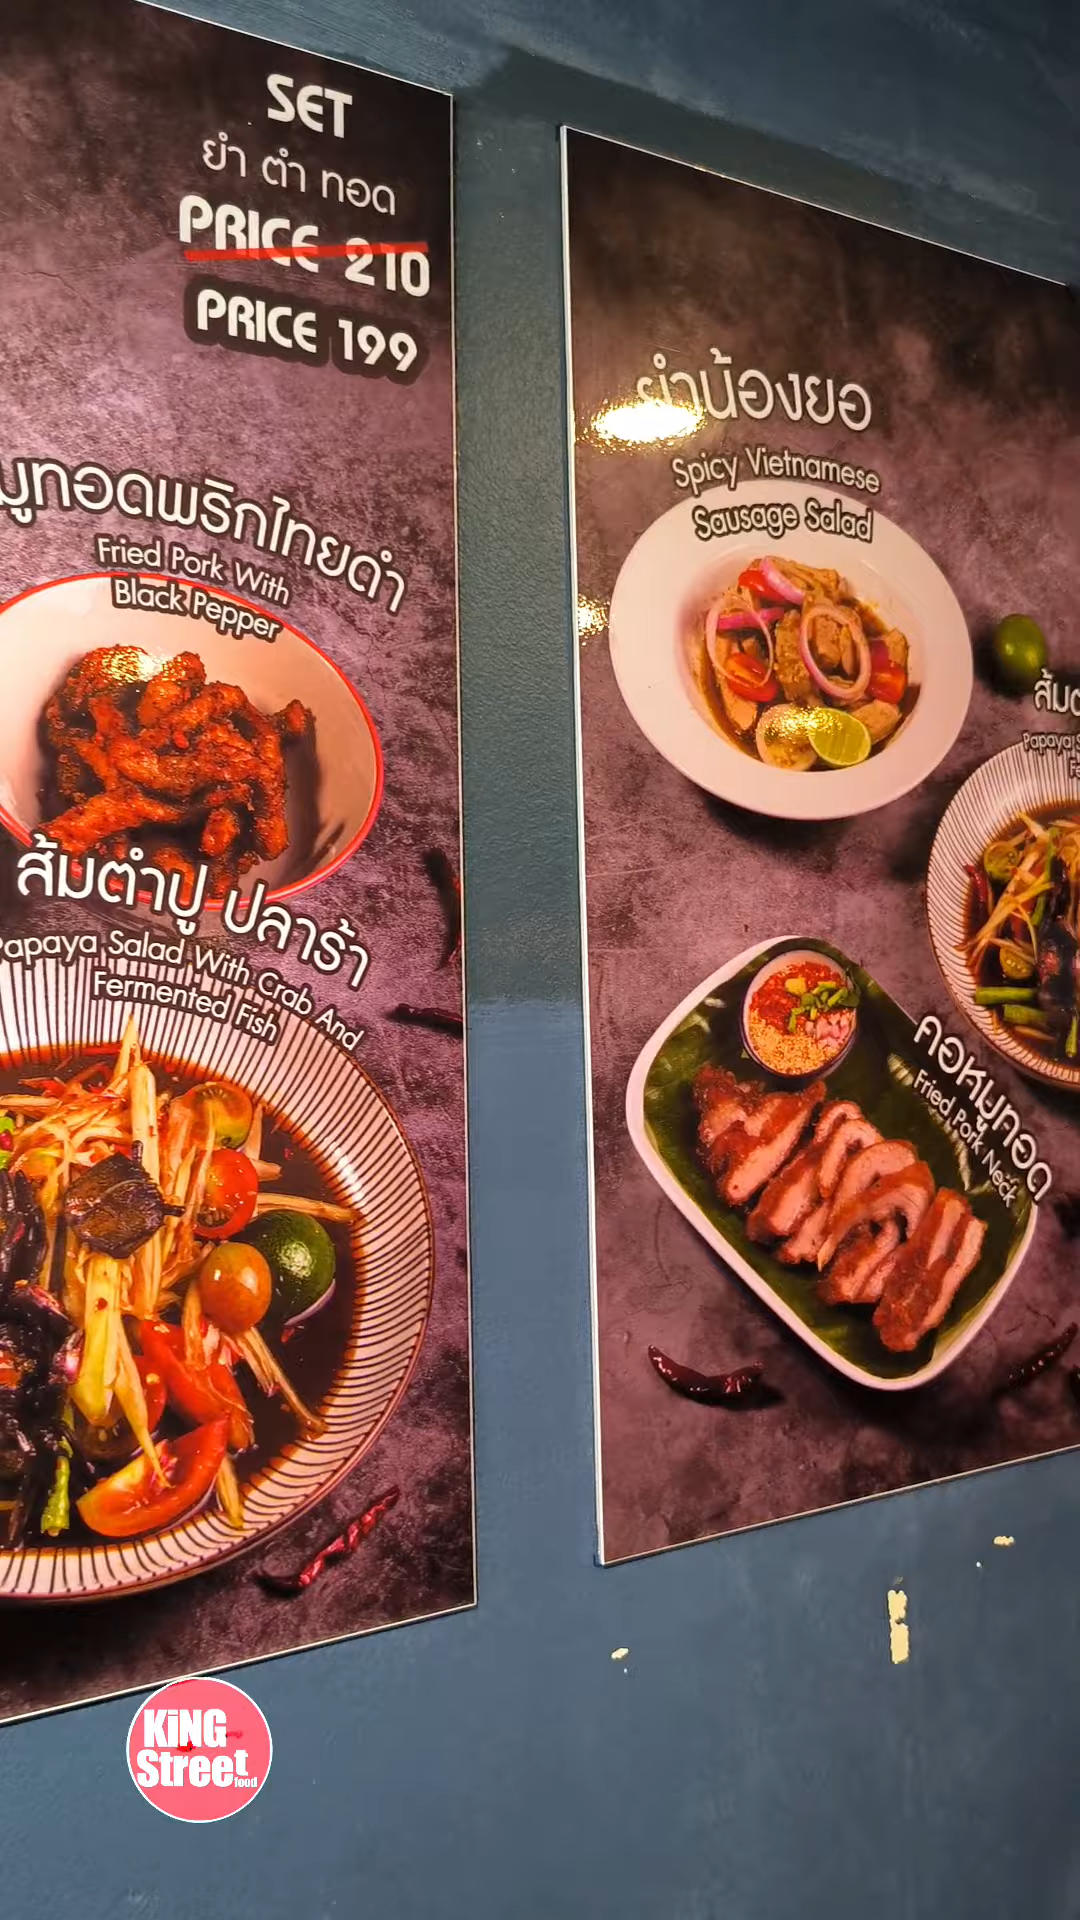 SET
ยำ ตำ ทอด
PRICE 210
PRICE 199
หมูทอดพริกไทยดำ
Fried Pork With
Black Pepper
ส้มตำปู ปลาร้า
Papaya Salad With Crab And
Fermented Fish
ยำน้องยอ
Spicy Vietnamese
Sausage Salad
Papaya
คอหมูทอด
Fried Pork Neck
KiNG
Street
food